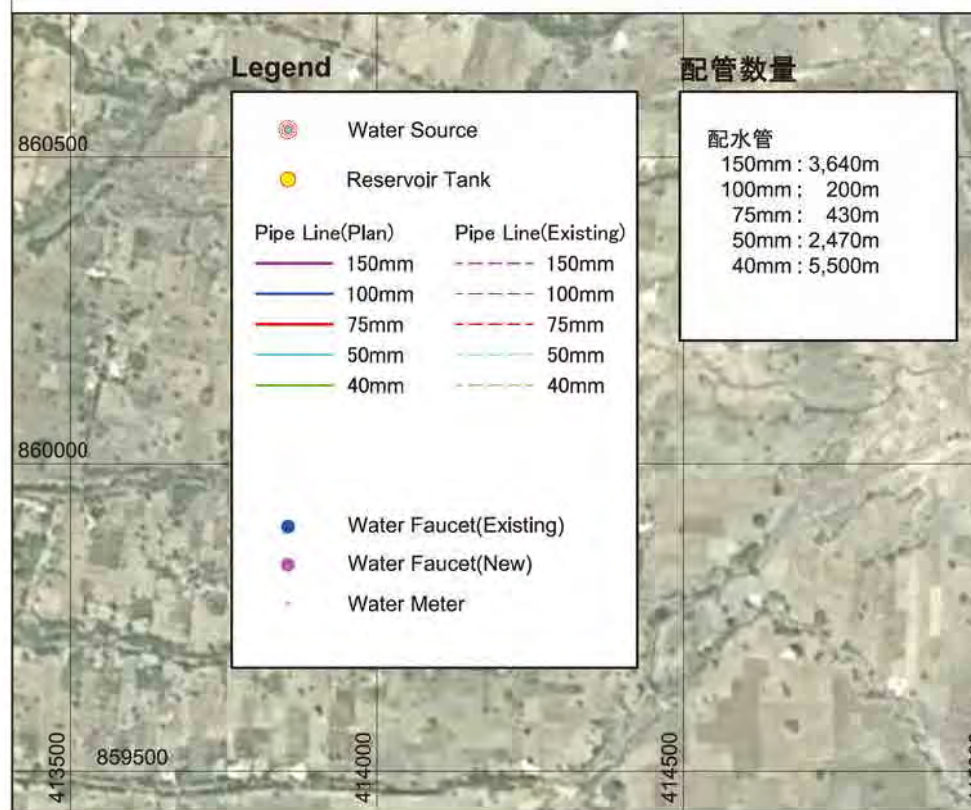 Legend
Water Source
Reservoir Tank
Pipe Line(Plan) Pipe Line(Existing)
150mm 150mm
100mm 100mm
75mm 75mm
50mm 50mm
40mm 40mm
Water Faucet(Existing)
Water Faucet(New)
Water Meter
配管数量
配水管
150mm : 3,640m
100mm : 200m
75mm : 430m
50mm : 2,470m
40mm : 5,500m
860500
860000
859500
413500
414000
414500